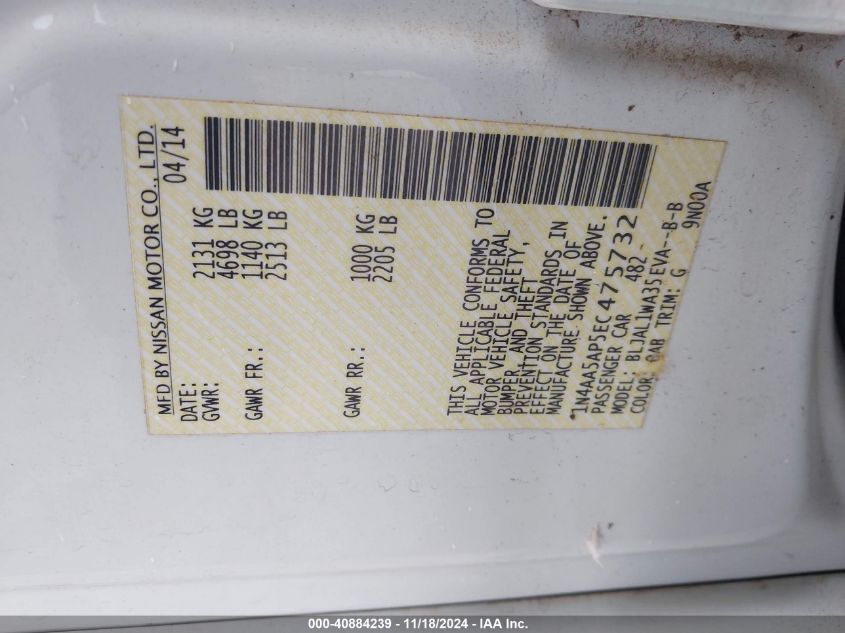 MFD BY NISSAN MOTOR CO., LTD.
DATE: 04/14
GVWR: 2131 KG
4698 LB
GAWR FR.: 1140 KG
2513 LB
GAWR RR.: 1000 KG
2205 LB
THIS VEHICLE CONFORMS TO
ALL APPLICABLE FEDERAL
MOTOR VEHICLE SAFETY,
BUMPER, AND THEFT
PREVENTION STANDARDS IN
EFFECT ON THE DATE OF
MANUFACTURE SHOWN ABOVE.
*1N4AA5AP5EC475732
PASSENGER CAR 482
MODEL: BLJALWA35EVA--B-B
COLOR: QAB TRIM: G 9N00A
000-40884239 - 11/18/2024 - IAA Inc.